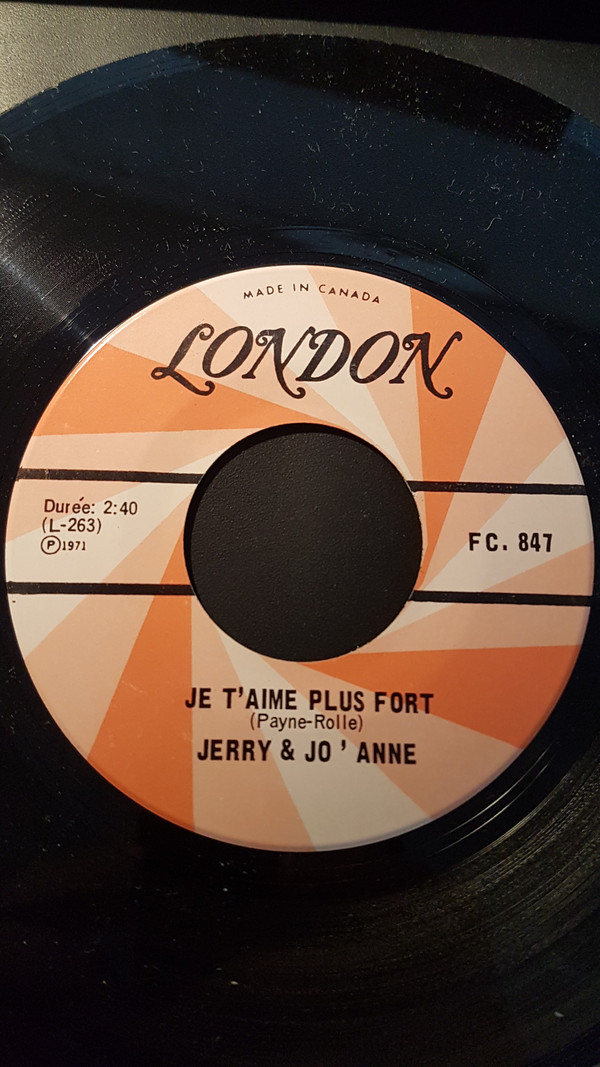 MADE IN CANADA
LONDON
Durée: 2:40
(L-263)
Ⓟ1971
FC. 847
JE T'AIME PLUS FORT
(Payne-Rolle)
JERRY & JO ' ANNE